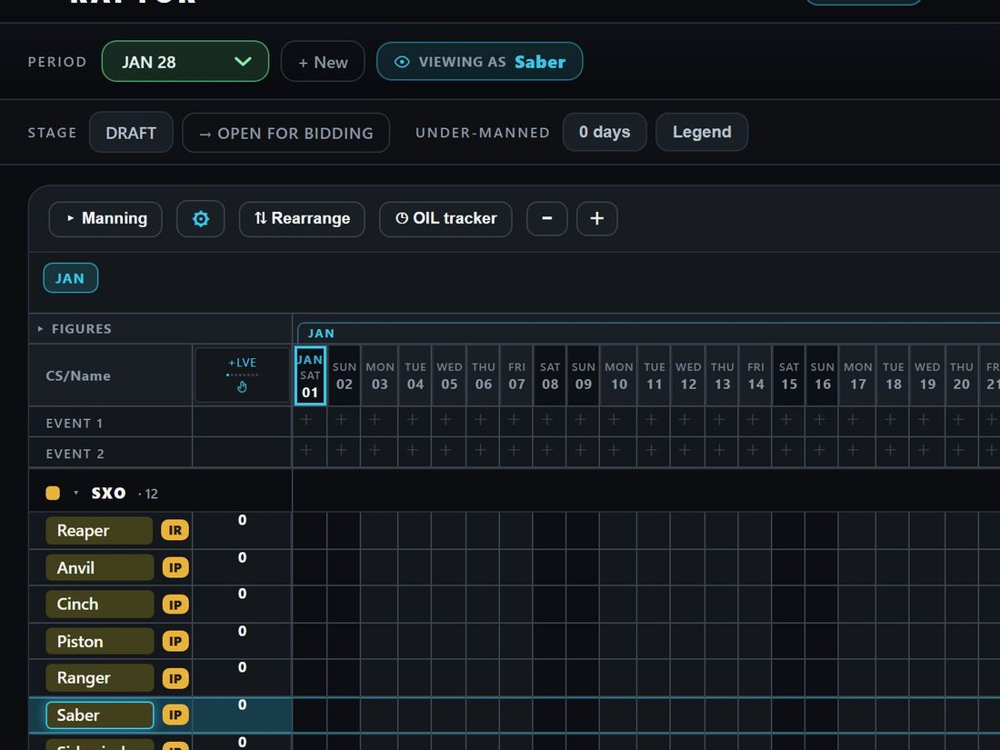 RAPTOR
PERIOD JAN 28 + New VIEWING AS Saber
STAGE DRAFT → OPEN FOR BIDDING UNDER-MANNED 0 days Legend
▸ Manning ⇅ Rearrange ◷ OIL tracker − +
JAN
▸ FIGURES JAN
CS/Name +LVE JAN SAT 01 SUN 02 MON 03 TUE 04 WED 05 THU 06 FRI 07 SAT 08 SUN 09 MON 10 TUE 11 WED 12 THU 13 FRI 14 SAT 15 SUN 16 MON 17 TUE 18 WED 19 THU 20 FR 21
EVENT 1 + + + + + + + + + + + + + + + + + + + + +
EVENT 2 + + + + + + + + + + + + + + + + + + + + +
▾ SXO · 12
Reaper IR 0
Anvil IP 0
Cinch IP 0
Piston IP 0
Ranger IP 0
Saber IP 0
0